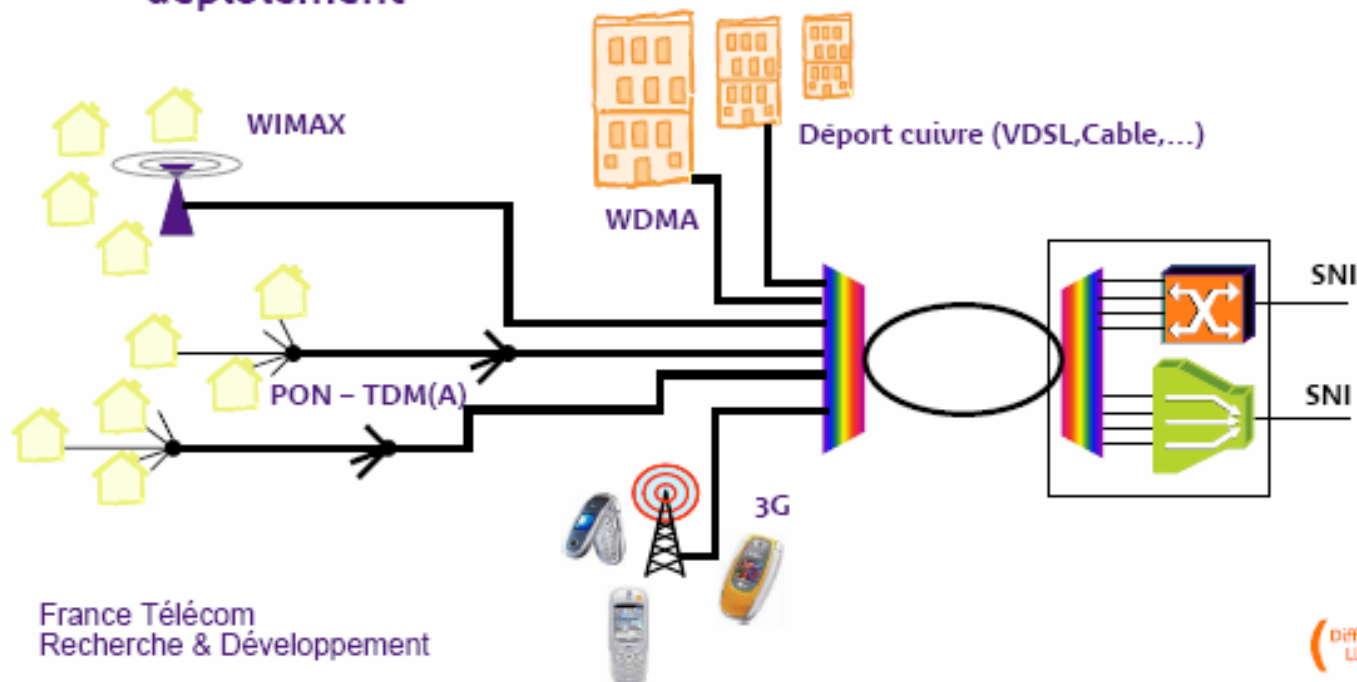 WIMAX
Déport cuivre (VDSL,Cable,...)
WDMA
SNI
PON – TDM(A)
SNI
3G
France Télécom
Recherche & Développement